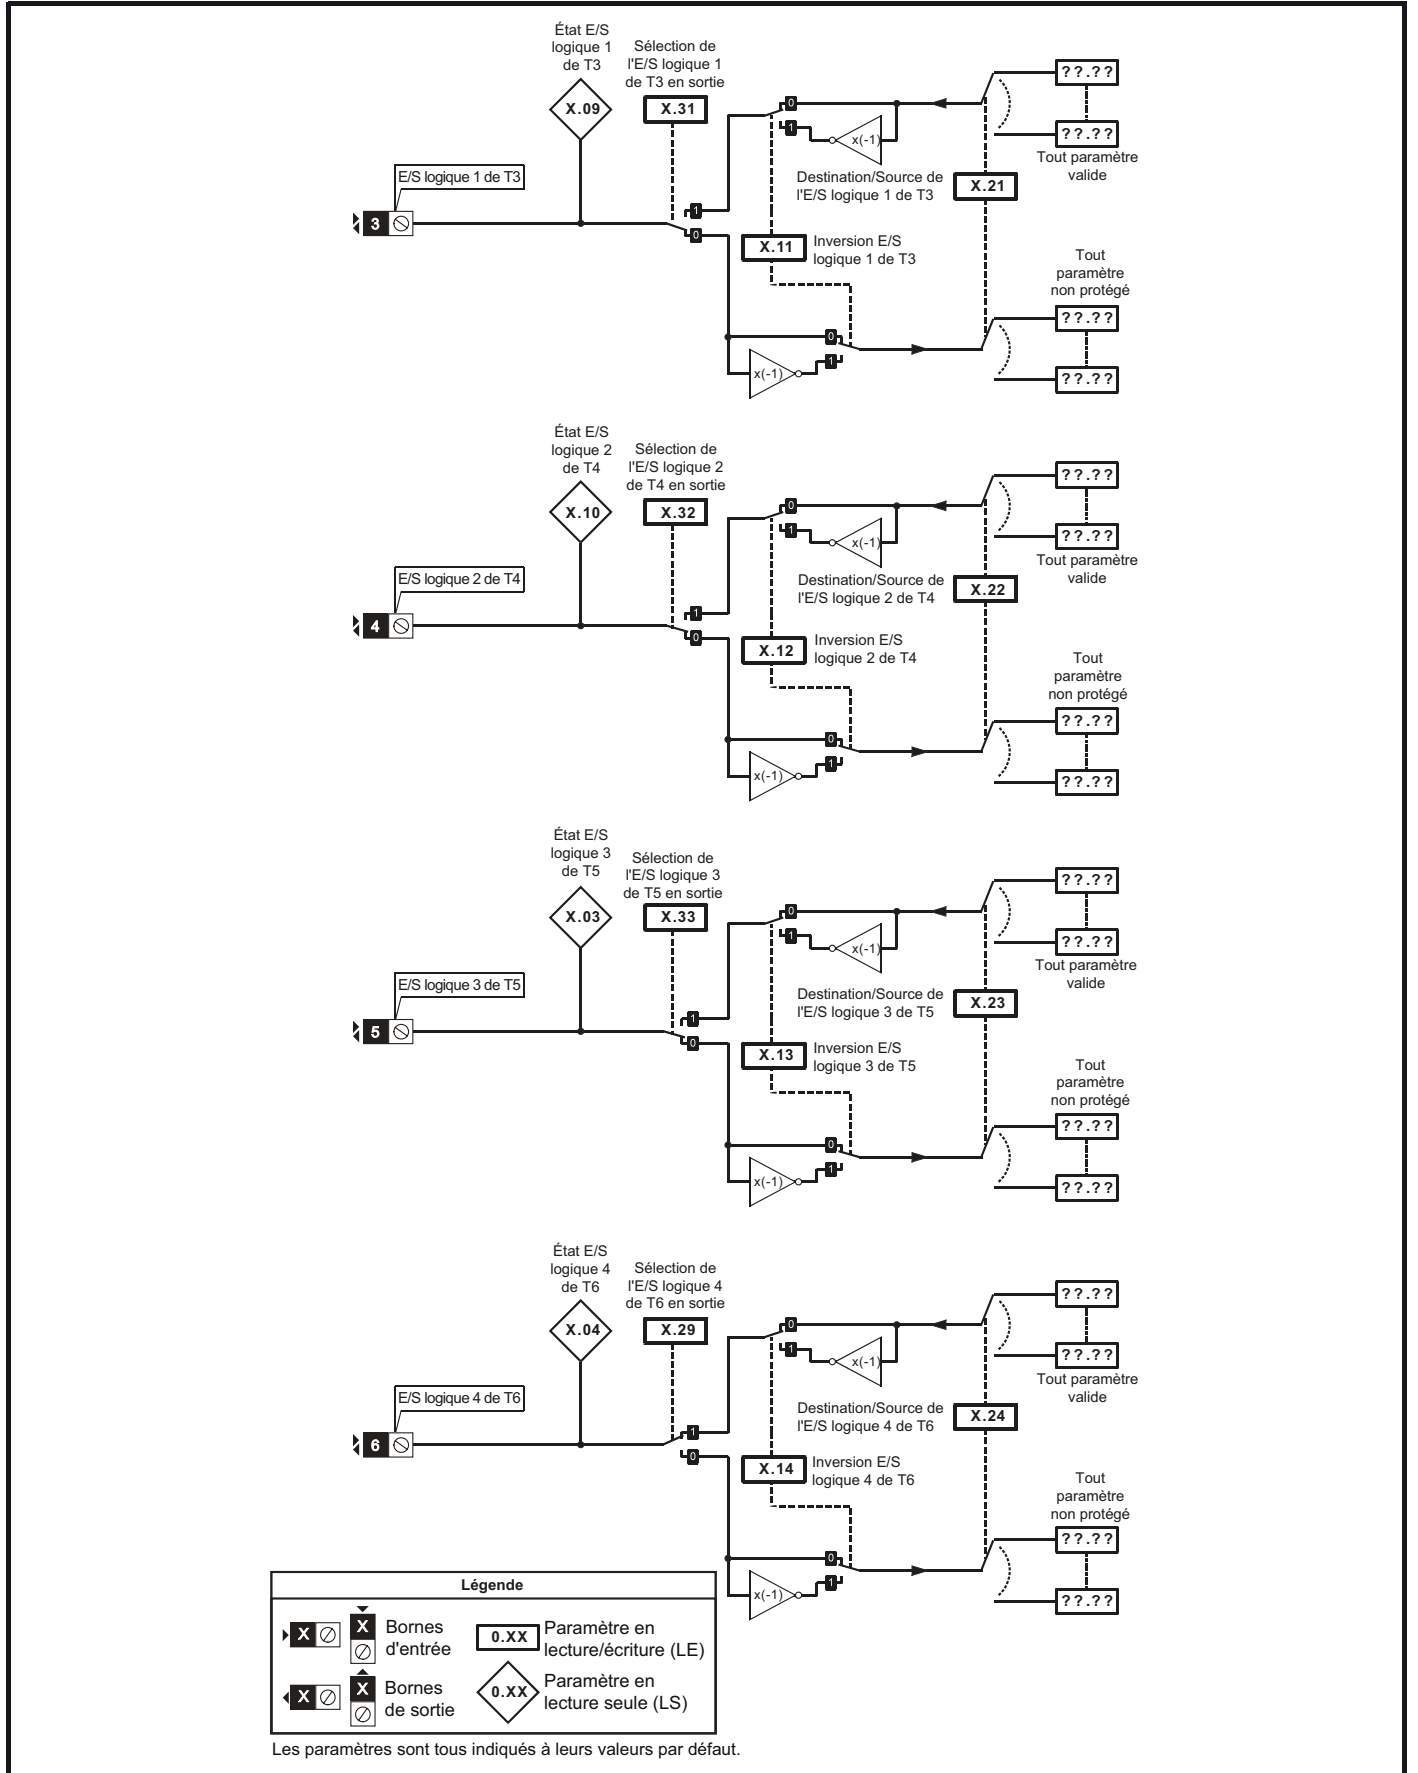 État E/S
logique 1
de T3
Sélection de
l'E/S logique 1
de T3 en sortie
X.09
X.31
??.??
??.??
Tout paramètre
valide
0
1
x(-1)
Destination/Source de
l'E/S logique 1 de T3
X.21
E/S logique 1 de T3
3
1
0
X.11
Inversion E/S
logique 1 de T3
Tout
paramètre
non protégé
??.??
??.??
0
1
x(-1)
État E/S
logique 2
de T4
Sélection de
l'E/S logique 2
de T4 en sortie
X.10
X.32
??.??
??.??
Tout paramètre
valide
0
1
x(-1)
Destination/Source de
l'E/S logique 2 de T4
X.22
E/S logique 2 de T4
4
1
0
X.12
Inversion E/S
logique 2 de T4
Tout
paramètre
non protégé
??.??
??.??
0
1
x(-1)
État E/S
logique 3
de T5
Sélection de
l'E/S logique 3
de T5 en sortie
X.03
X.33
??.??
??.??
Tout paramètre
valide
0
1
x(-1)
Destination/Source de
l'E/S logique 3 de T5
X.23
E/S logique 3 de T5
5
1
0
X.13
Inversion E/S
logique 3 de T5
Tout
paramètre
non protégé
??.??
??.??
0
1
x(-1)
État E/S
logique 4
de T6
Sélection de
l'E/S logique 4
de T6 en sortie
X.04
X.29
??.??
??.??
Tout paramètre
valide
0
1
x(-1)
Destination/Source de
l'E/S logique 4 de T6
X.24
E/S logique 4 de T6
6
1
0
X.14
Inversion E/S
logique 4 de T6
Tout
paramètre
non protégé
??.??
??.??
0
1
x(-1)
Légende
X
X
Bornes
d'entrée
0.XX
Paramètre en
lecture/écriture (LE)
X
X
Bornes
de sortie
0.XX
Paramètre en
lecture seule (LS)
Les paramètres sont tous indiqués à leurs valeurs par défaut.